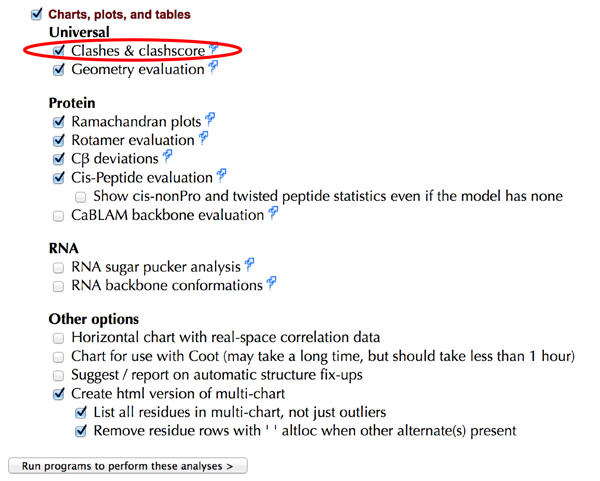 Charts, plots, and tables
Universal
Clashes & clashscore
Geometry evaluation
Protein
Ramachandran plots
Rotamer evaluation
Cβ deviations
Cis-Peptide evaluation
Show cis-nonPro and twisted peptide statistics even if the model has none
CaBLAM backbone evaluation
RNA
RNA sugar pucker analysis
RNA backbone conformations
Other options
Horizontal chart with real-space correlation data
Chart for use with Coot (may take a long time, but should take less than 1 hour)
Suggest / report on automatic structure fix-ups
Create html version of multi-chart
List all residues in multi-chart, not just outliers
Remove residue rows with ' ' altloc when other alternate(s) present
Run programs to perform these analyses >